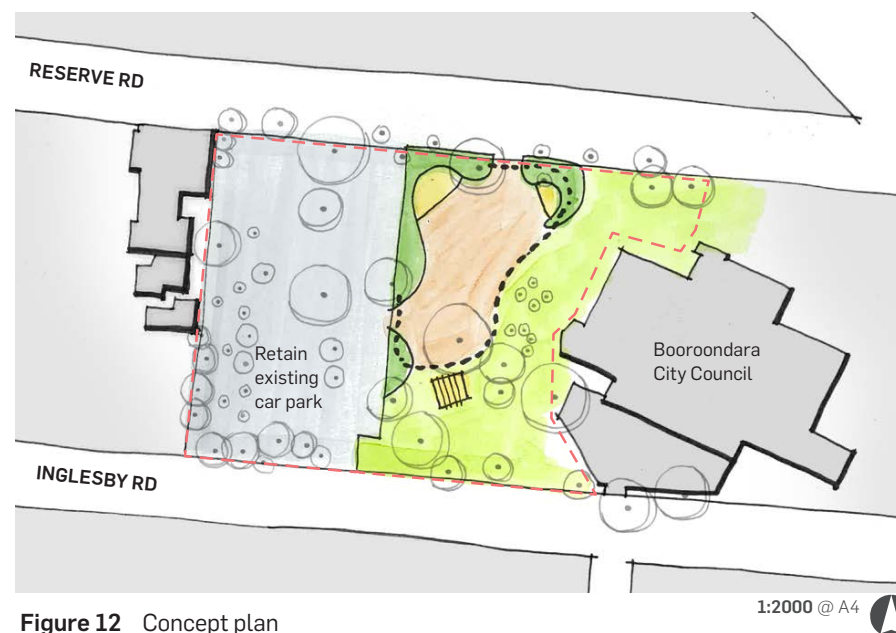 RESERVE RD
Retain
existing
car park
Booroondara
City Council
INGLESBY RD
1:2000 @ A4
Figure 12 Concept plan